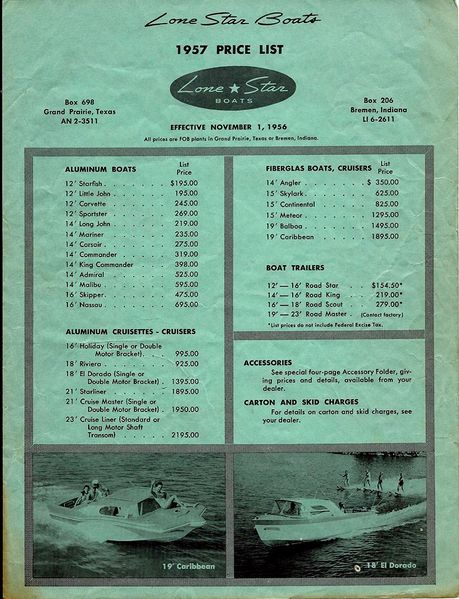 Lone Star Boats
1957 PRICE LIST
Lone ★ Star
BOATS
Box 698
Grand Prairie, Texas
AN 2-3511
Box 206
Bremen, Indiana
LI 6-2611
EFFECTIVE NOVEMBER 1, 1956
All prices are FOB plants in Grand Prairie, Texas or Bremen, Indiana.
ALUMINUM BOATS List Price
12' Starfish . . . . . . . $195.00
12' Little John . . . . . . 195.00
12' Corvette . . . . . . 245.00
12' Sportster . . . . . . 269.00
14' Long John . . . . . . 219.00
14' Mariner . . . . . . 235.00
14' Corsair . . . . . . 275.00
14' Commander . . . . . 319.00
14' King Commander . . . 398.00
14' Admiral . . . . . . 525.00
14' Malibu . . . . . . 595.00
16' Skipper . . . . . . 475.00
16' Nassau . . . . . . 695.00
ALUMINUM CRUISETTES - CRUISERS
16' Holiday (Single or Double
Motor Bracket) . . . 995.00
18' Riviera . . . . . . 925.00
18' El Dorado (Single or
Double Motor Bracket) . 1395.00
21' Starliner . . . . . . 1895.00
21' Cruise Master (Single or
Double Motor Bracket) . 1950.00
23' Cruise Liner (Standard or
Long Motor Shaft
Transom) . . . . . 2195.00
FIBERGLAS BOATS, CRUISERS List Price
14' Angler . . . . . . $ 350.00
15' Skylark . . . . . . 625.00
15' Continental . . . . . 825.00
15' Meteor . . . . . . 1295.00
19' Balboa . . . . . . 1495.00
19' Caribbean . . . . . 1895.00
BOAT TRAILERS
12' — 16' Road Star . . . $154.50*
14' — 16' Road King . . . 219.00*
16' — 18' Road Scout . . 279.00*
19' — 23' Road Master . . (Contact factory)
*List prices do not include Federal Excise Tax.
ACCESSORIES
See special four-page Accessory Folder, giv-
ing prices and details, available from your
dealer.
CARTON AND SKID CHARGES
For details on carton and skid charges, see
your dealer.
19' Caribbean
18' El Dorado